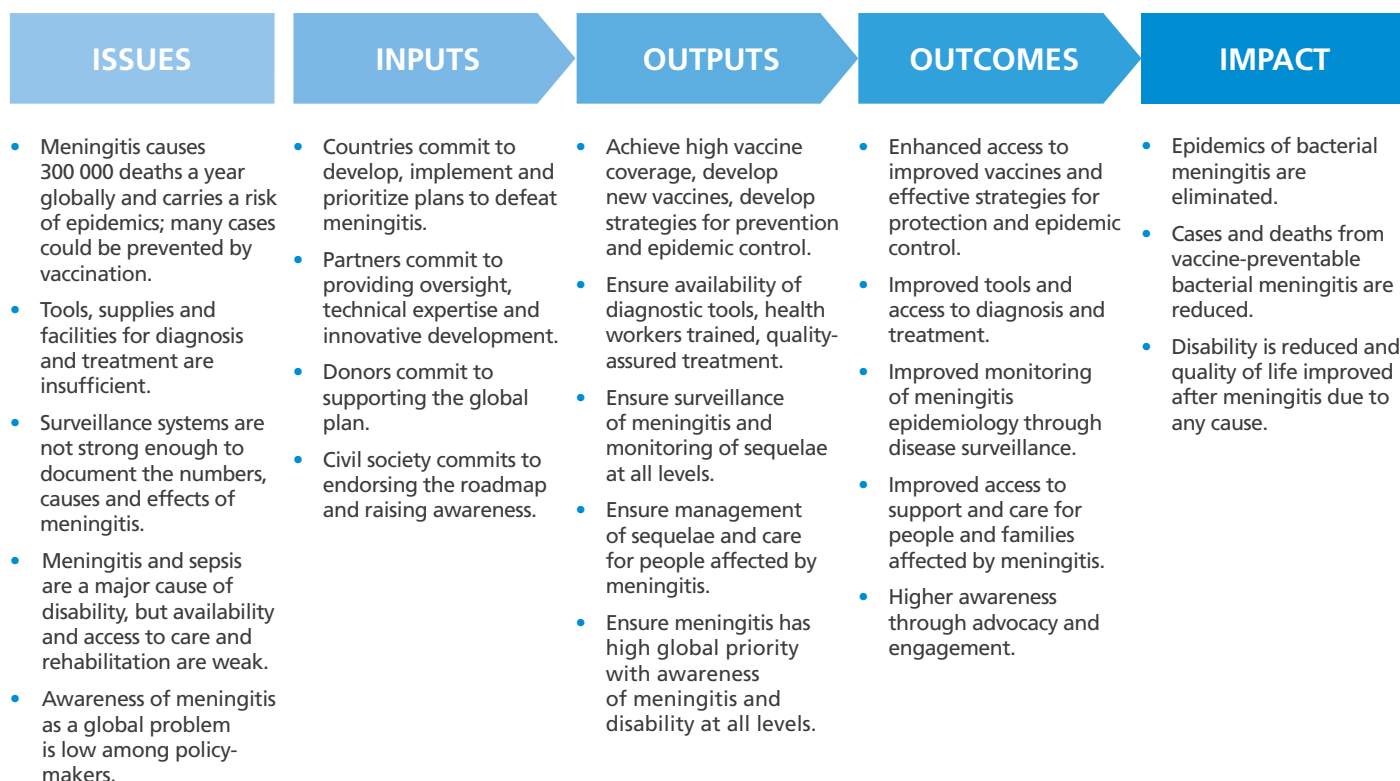 ISSUES
INPUTS
OUTPUTS
OUTCOMES
IMPACT
• Meningitis causes
300 000 deaths a year
globally and carries a risk
of epidemics; many cases
could be prevented by
vaccination.
• Tools, supplies and
facilities for diagnosis
and treatment are
insufficient.
• Surveillance systems are
not strong enough to
document the numbers,
causes and effects of
meningitis.
• Meningitis and sepsis
are a major cause of
disability, but availability
and access to care and
rehabilitation are weak.
• Awareness of meningitis
as a global problem
is low among policy-
makers.
• Countries commit to
develop, implement and
prioritize plans to defeat
meningitis.
• Partners commit to
providing oversight,
technical expertise and
innovative development.
• Donors commit to
supporting the global
plan.
• Civil society commits to
endorsing the roadmap
and raising awareness.
• Achieve high vaccine
coverage, develop
new vaccines, develop
strategies for prevention
and epidemic control.
• Ensure availability of
diagnostic tools, health
workers trained, quality-
assured treatment.
• Ensure surveillance
of meningitis and
monitoring of sequelae
at all levels.
• Ensure management
of sequelae and care
for people affected by
meningitis.
• Ensure meningitis has
high global priority
with awareness
of meningitis and
disability at all levels.
• Enhanced access to
improved vaccines and
effective strategies for
protection and epidemic
control.
• Improved tools and
access to diagnosis and
treatment.
• Improved monitoring
of meningitis
epidemiology through
disease surveillance.
• Improved access to
support and care for
people and families
affected by meningitis.
• Higher awareness
through advocacy and
engagement.
• Epidemics of bacterial
meningitis are
eliminated.
• Cases and deaths from
vaccine-preventable
bacterial meningitis are
reduced.
• Disability is reduced and
quality of life improved
after meningitis due to
any cause.